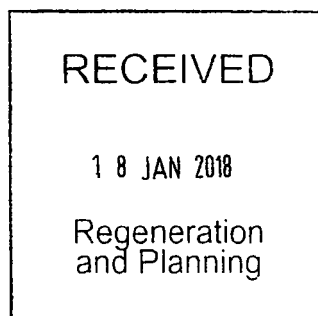 RECEIVED
1 8 JAN 2018
Regeneration
and Planning